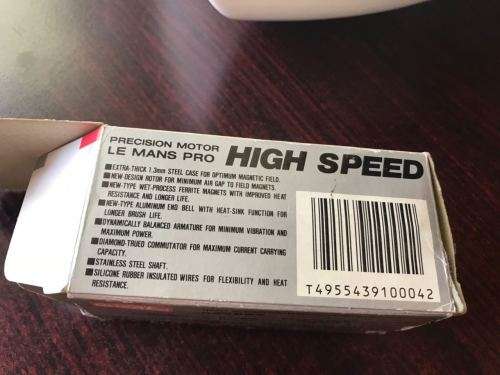 PRECISION MOTOR
LE MANS PRO HIGH SPEED
■EXTRA-THICK 1.3mm STEEL CASE FOR OPTIMUM MAGNETIC FIELD.
■NEW-DESIGN ROTOR FOR MINIMUM AIR GAP TO FIELD MAGNETS.
■NEW-TYPE WET-PROCESS FERRITE MAGNETS WITH IMPROVED HEAT
RESISTANCE AND LONGER LIFE.
■NEW-TYPE ALUMINUM END BELL WITH HEAT-SINK FUNCTION FOR
LONGER BRUSH LIFE.
■DYNAMICALLY BALANCED ARMATURE FOR MINIMUM VIBRATION AND
MAXIMUM POWER.
■DIAMOND-TRUED COMMUTATOR FOR MAXIMUM CURRENT CARRYING
CAPACITY.
■STAINLESS STEEL SHAFT.
■SILICONE RUBBER INSULATED WIRES FOR FLEXIBILITY AND HEAT
RESISTANCE.
T4955439100042